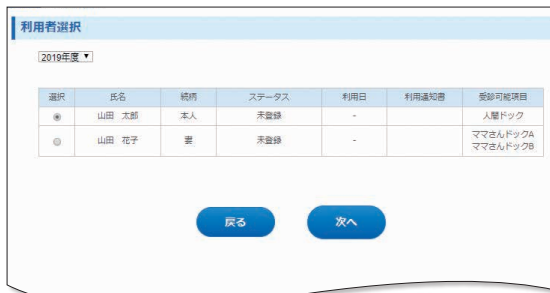 利用者選択
2019年度 ▼
選択 氏名 続柄 ステータス 利用日 利用通知書 受診可能項目
山田 太郎 本人 未登録 - 人間ドック
山田 花子 妻 未登録 - ママさんドックA
ママさんドックB
戻る 次へ